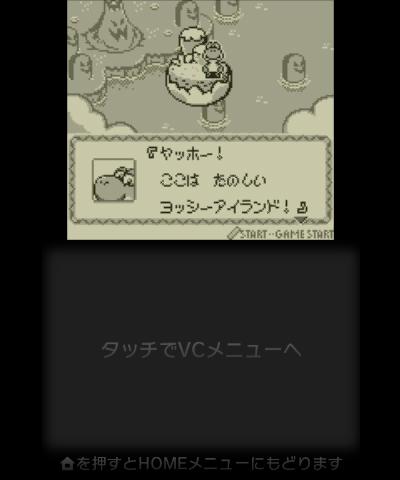 『ヤッホー！
ここは たのしい
ヨッシーアイランド！』
START‥GAME START
タッチでVCメニューへ
を押すとHOMEメニューにもどります